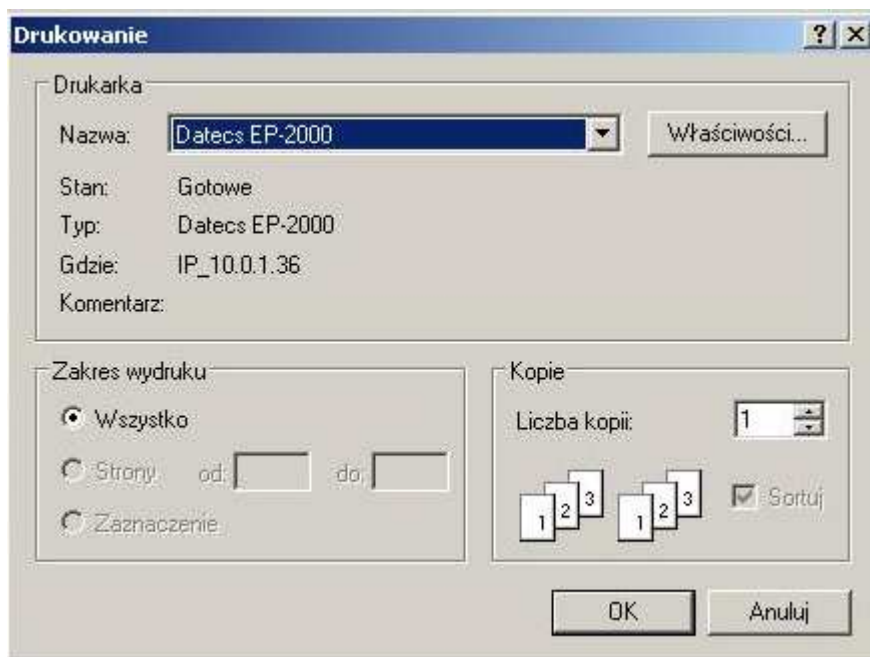 Drukowanie
Drukarka
Nazwa: Datecs EP-2000 Właściwości...
Stan: Gotowe
Typ: Datecs EP-2000
Gdzie: IP_10.0.1.36
Komentarz:
Zakres wydruku
Wszystko
Strony od: do:
Zaznaczenie
Kopie
Liczba kopii: 1
1 2 3 1 2 3 Sortuj
OK Anuluj